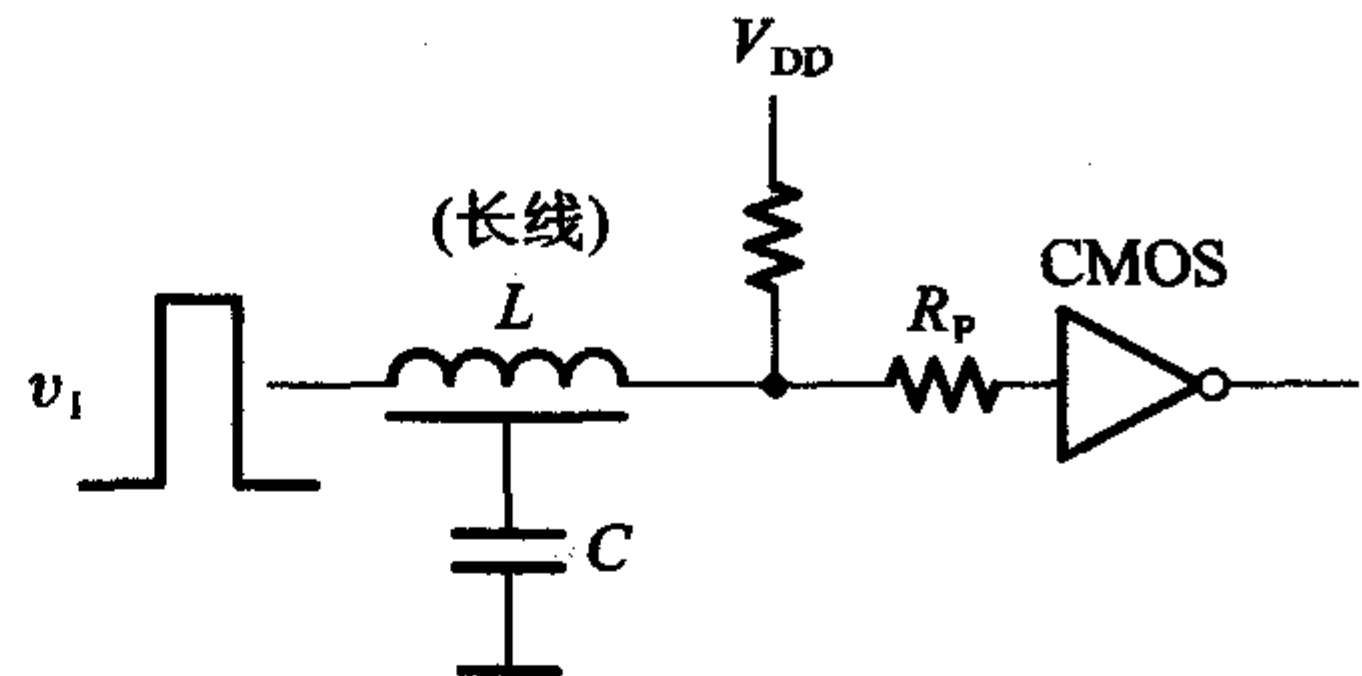 V_DD
(长线)
L
CMOS
R_P
v_I
C